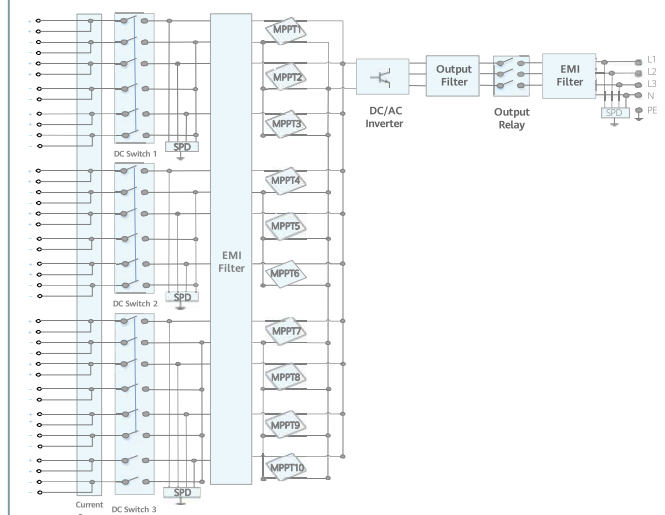 MPPT1
MPPT2
MPPT3
SPD
DC Switch 1
MPPT4
MPPT5
MPPT6
SPD
DC Switch 2
MPPT7
MPPT8
MPPT9
MPPT10
SPD
Current
DC Switch 3
EMI
Filter
DC/AC
Inverter
Output
Filter
Output
Relay
EMI
Filter
SPD
L1
L2
L3
N
PE